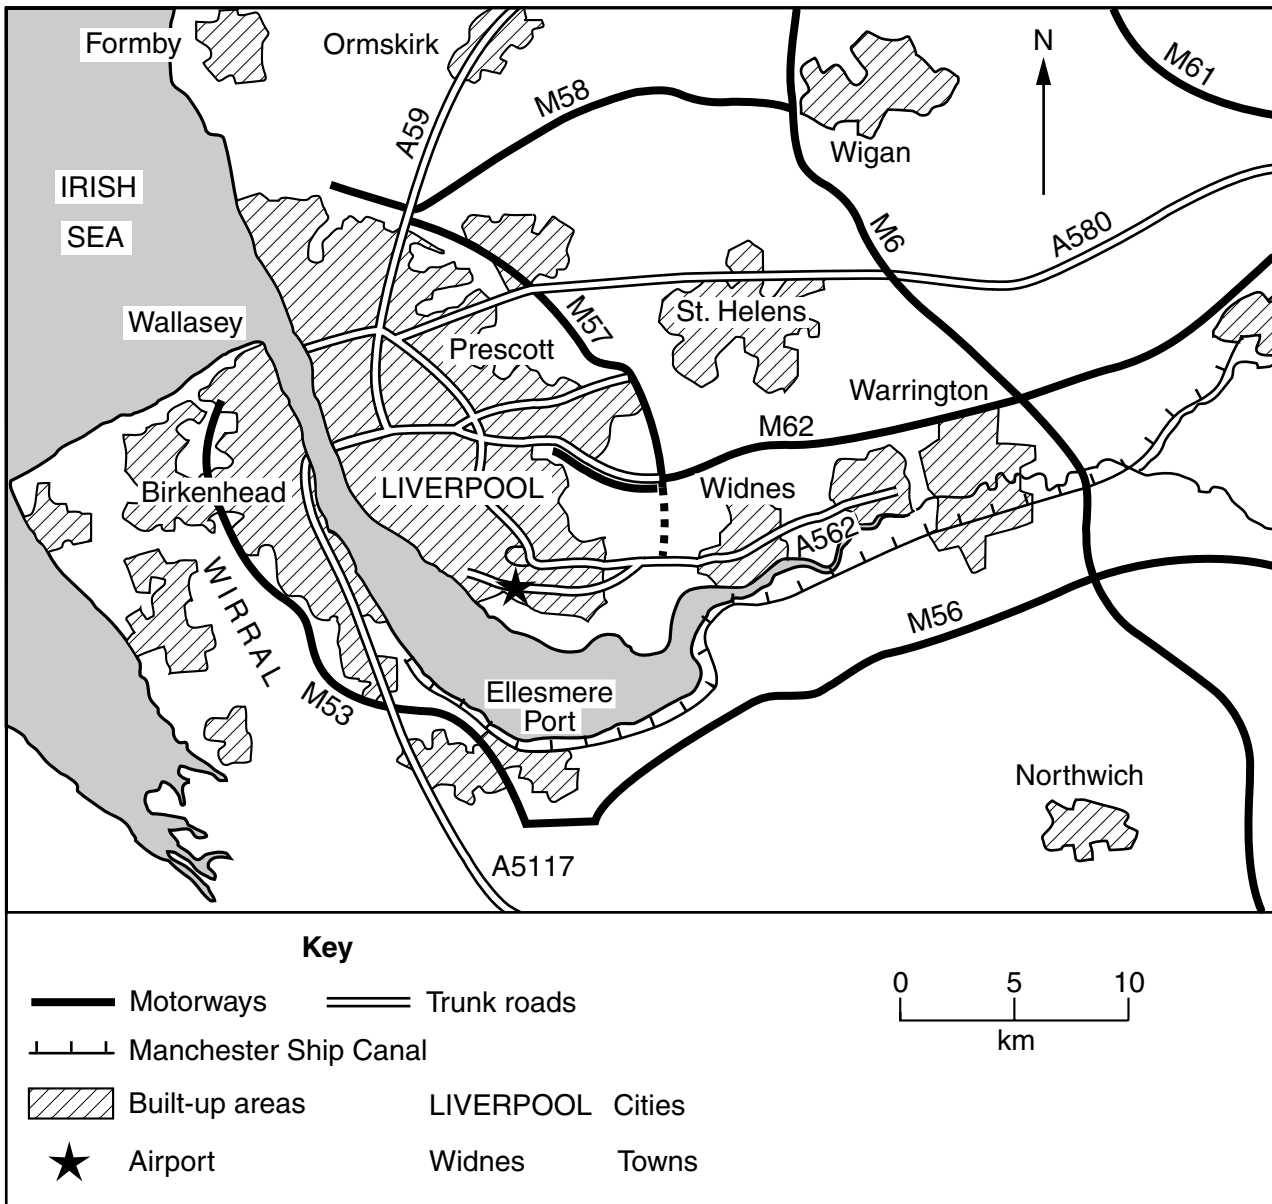 Formby
Ormskirk
N
M61
M58
A59
Wigan
IRISH
SEA
M6
A580
Wallasey
M57
St. Helens
Prescott
Warrington
M62
Birkenhead
LIVERPOOL
Widnes
A562
WIRRAL
M56
M53
Ellesmere
Port
Northwich
A5117
Key
Motorways
Trunk roads
0 5 10
km
Manchester Ship Canal
Built-up areas
LIVERPOOL Cities
Airport
Widnes Towns